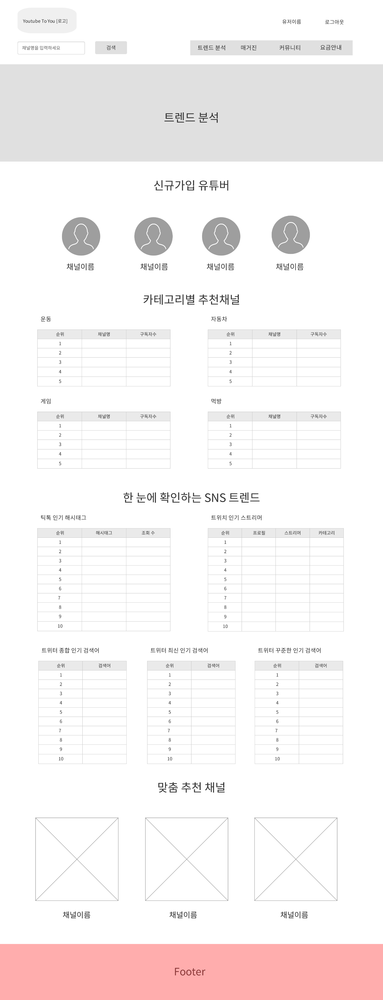 Youtube To You [로고]
유저이름 로그아웃
채널명을 입력하세요 검색
트렌드 분석 매거진 커뮤니티 요금안내
트렌드 분석
신규가입 유튜버
채널이름 채널이름 채널이름 채널이름
카테고리별 추천채널
운동
순위 채널명 구독자수
1
2
3
4
5
자동차
순위 채널명 구독자수
1
2
3
4
5
게임
순위 채널명 구독자수
1
2
3
4
5
먹방
순위 채널명 구독자수
1
2
3
4
5
한 눈에 확인하는 SNS 트렌드
틱톡 인기 해시태그
순위 해시태그 조회 수
1
2
3
4
5
6
7
8
9
10
트위치 인기 스트리머
순위 프로필 스트리머 카테고리
1
2
3
4
5
6
7
8
9
10
트위터 종합 인기 검색어
순위 검색어
1
2
3
4
5
6
7
8
9
10
트위터 최신 인기 검색어
순위 검색어
1
2
3
4
5
6
7
8
9
10
트위터 꾸준한 인기 검색어
순위 검색어
1
2
3
4
5
6
7
8
9
10
맞춤 추천 채널
채널이름 채널이름 채널이름
Footer